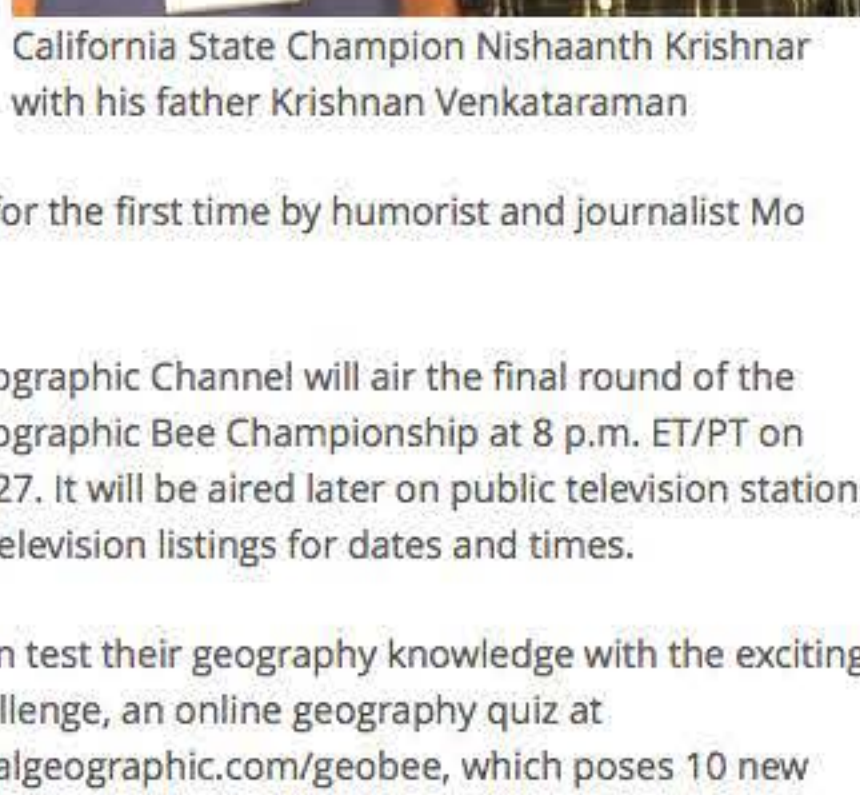 California State Champion Nishaanth Krishnar
with his father Krishnan Venkataraman
for the first time by humorist and journalist Mo
ographic Channel will air the final round of the
ographic Bee Championship at 8 p.m. ET/PT on
27. It will be aired later on public television station
elevision listings for dates and times.
n test their geography knowledge with the exciting
llenge, an online geography quiz at
algeographic.com/geobee, which poses 10 new